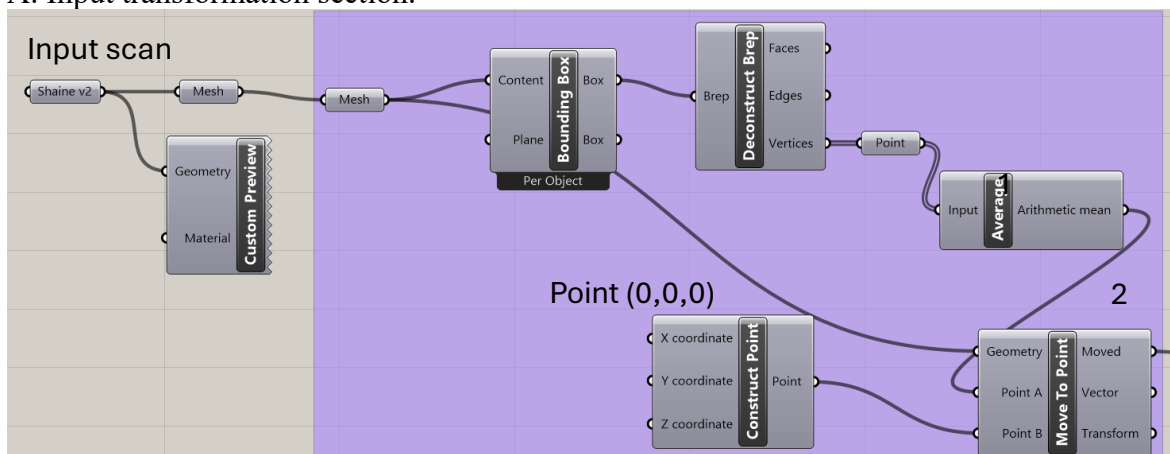 A. Input transformation section.
Input scan
Shaine v2
Mesh
Geometry
Material
Custom Preview
Mesh
Content
Plane
Bounding Box
Box
Box
Per Object
Brep
Deconstruct Brep
Faces
Edges
Vertices
Point
Input
Average
Arithmetic mean
1
Point (0,0,0)
X coordinate
Y coordinate
Z coordinate
Construct Point
Point
2
Geometry
Point A
Point B
Move To Point
Moved
Vector
Transform